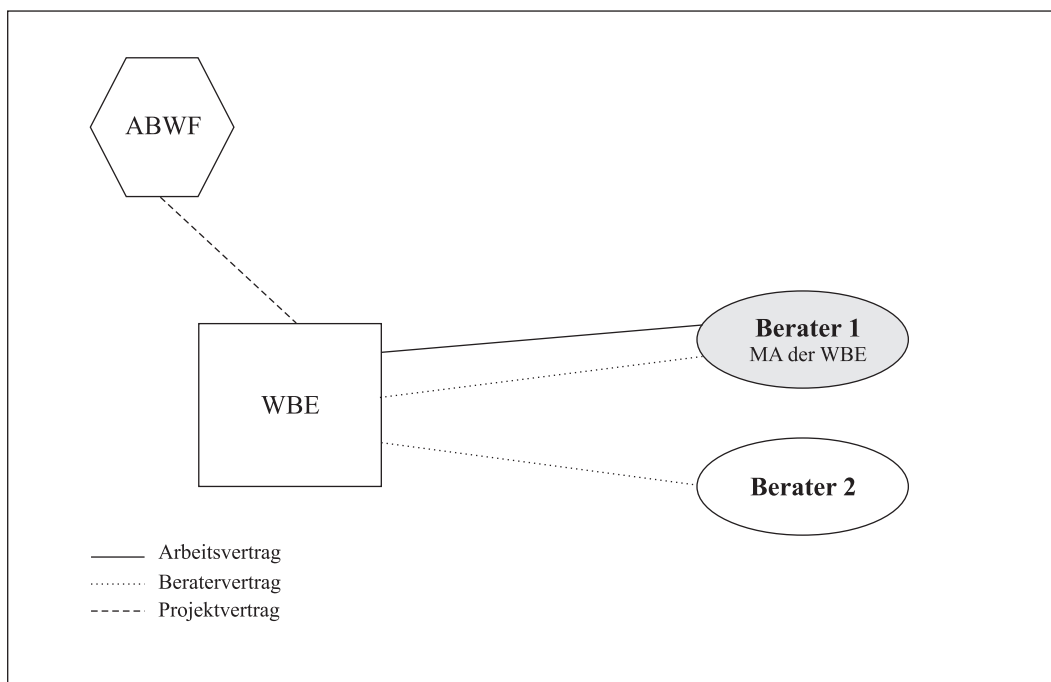 ABWF
Berater 1
MA der WBE
WBE
Berater 2
Arbeitsvertrag
Beratervertrag
Projektvertrag